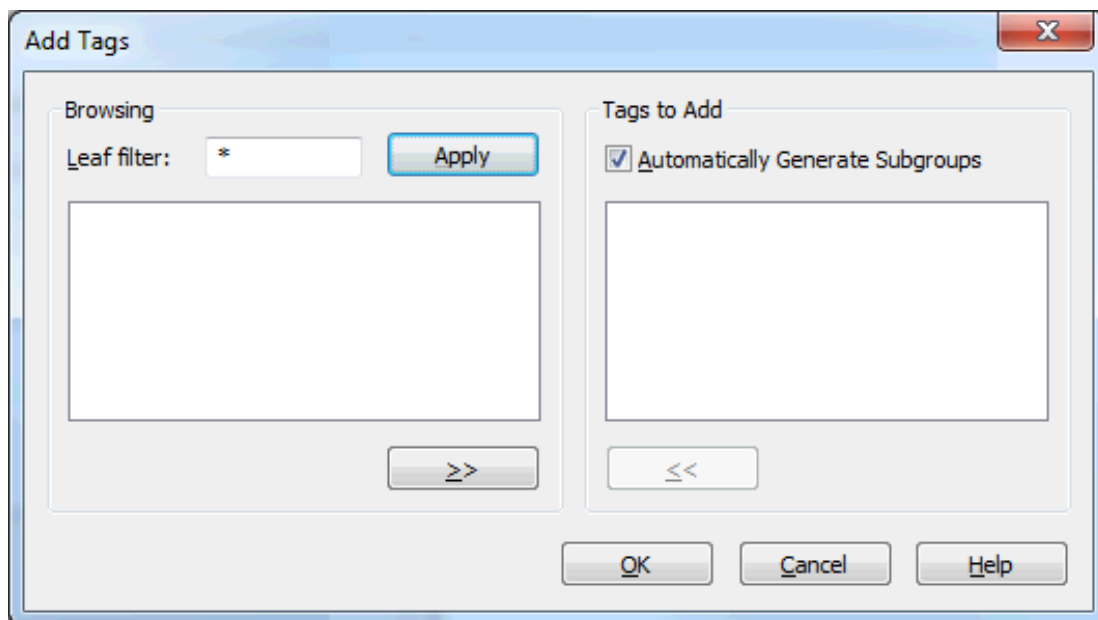 Add Tags
X
Browsing
Leaf filter: * Apply
>>
Tags to Add
Automatically Generate Subgroups
<<
OK Cancel Help